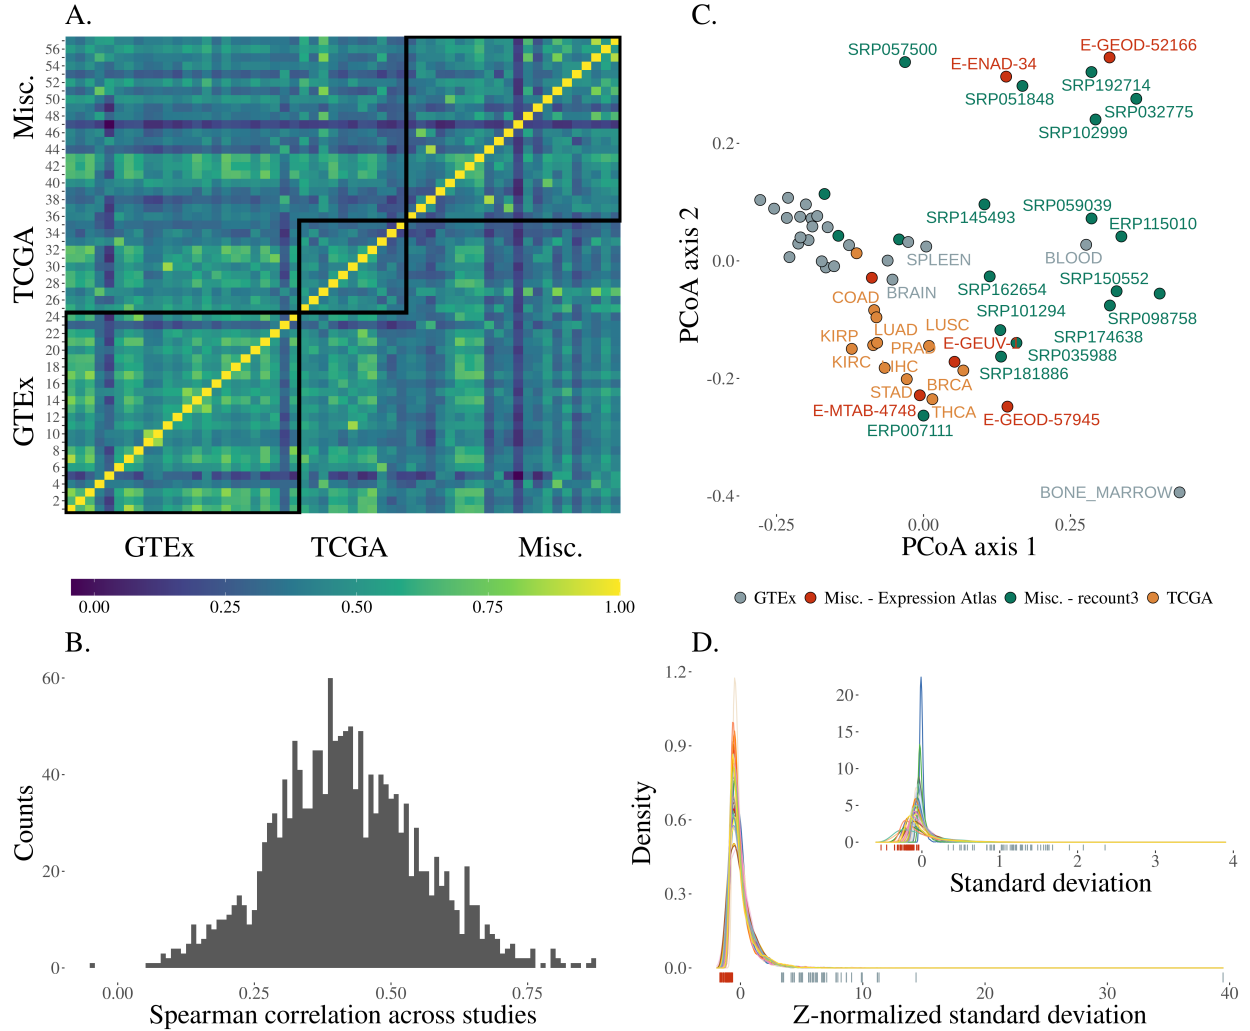 A.
56
54
52
50
48
46
44
42
40
38
36
34
32
30
28
26
24
22
20
18
16
14
12
10
8
6
4
2
Misc.
TCGA
GTEx
GTEx TCGA Misc.
0.00 0.25 0.50 0.75 1.00
B.
60
40
20
0
Counts
0.00 0.25 0.50 0.75
Spearman correlation across studies
C.
SRP057500
E-GEOD-52166
E-ENAD-34
SRP192714
SRP051848
SRP032775
SRP102999
SRP059039
SRP145493
ERP115010
SPLEEN
BLOOD
SRP150552
SRP162654
BRAIN
COAD
SRP101294
SRP098758
LUSC
LUAD
KIRP
SRP174638
E-GEUV-1
PRAD
SRP035988
KIRC
LIHC
SRP181886
BRCA
STAD
E-MTAB-4748
THCA
E-GEOD-57945
ERP007111
BONE_MARROW
0.2
0.0
-0.2
-0.4
PCoA axis 2
-0.25 0.00 0.25
PCoA axis 1
GTEx Misc. - Expression Atlas Misc. - recount3 TCGA
D.
1.2
0.9
0.6
0.3
0.0
Density
0 10 20 30 40
Z-normalized standard deviation
20
15
10
5
0
0 1 2 3 4
Standard deviation